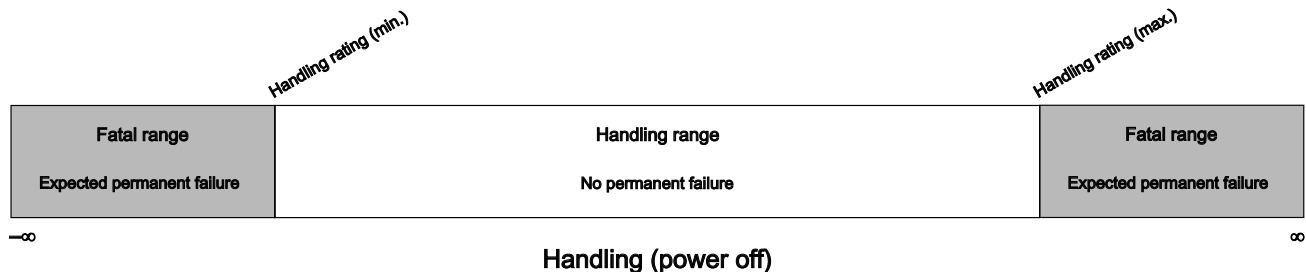 Handling rating (min.)
Handling rating (max.)
Fatal range
Handling range
Fatal range
Expected permanent failure
No permanent failure
Expected permanent failure
–∞
∞
Handling (power off)